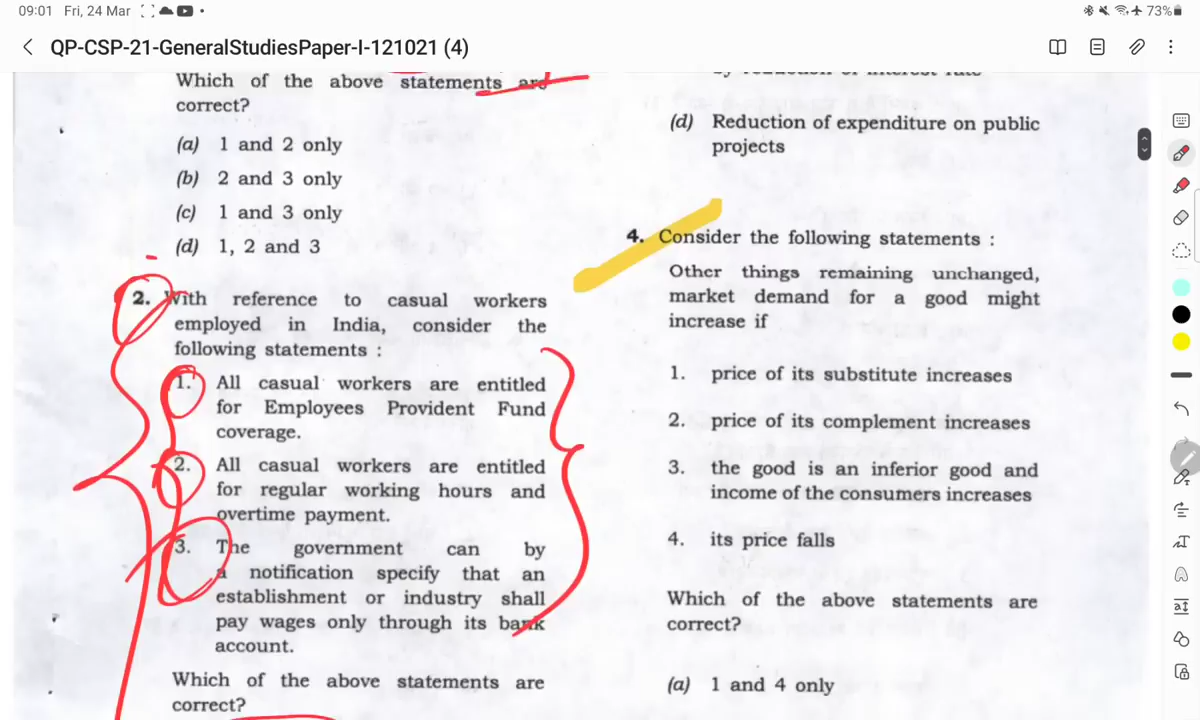 09:01 Fri, 24 Mar
73%
QP-CSP-21-GeneralStudiesPaper-I-121021 (4)
Which of the above statements are
correct?
(a) 1 and 2 only
(b) 2 and 3 only
(c) 1 and 3 only
(d) 1, 2 and 3
2. With reference to casual workers
employed in India, consider the
following statements :
1. All casual workers are entitled
for Employees Provident Fund
coverage.
2. All casual workers are entitled
for regular working hours and
overtime payment.
3. The government can by
a notification specify that an
establishment or industry shall
pay wages only through its bank
account.
Which of the above statements are
correct?
by reduction of interest rate
(d) Reduction of expenditure on public
projects
4. Consider the following statements :
Other things remaining unchanged,
market demand for a good might
increase if
1. price of its substitute increases
2. price of its complement increases
3. the good is an inferior good and
income of the consumers increases
4. its price falls
Which of the above statements are
correct?
(a) 1 and 4 only